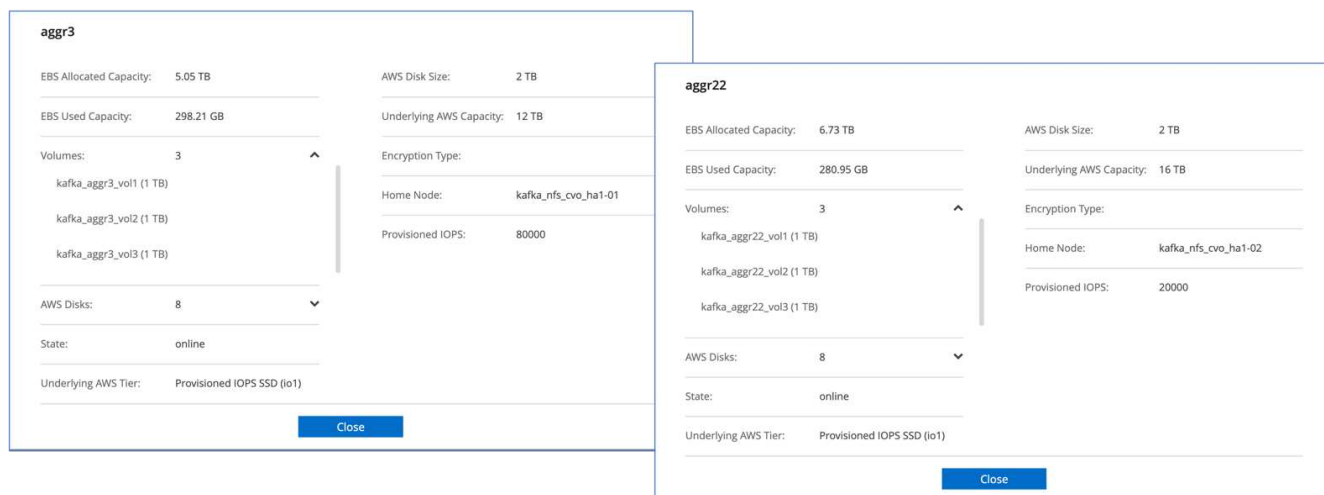 aggr3
EBS Allocated Capacity: 5.05 TB AWS Disk Size: 2 TB
EBS Used Capacity: 298.21 GB Underlying AWS Capacity: 12 TB
Volumes: 3 Encryption Type:
kafka_aggr3_vol1 (1 TB)
Home Node: kafka_nfs_cvo_ha1-01
kafka_aggr3_vol2 (1 TB)
Provisioned IOPS: 80000
kafka_aggr3_vol3 (1 TB)
AWS Disks: 8
State: online
Underlying AWS Tier: Provisioned IOPS SSD (io1)
Close
aggr22
EBS Allocated Capacity: 6.73 TB AWS Disk Size: 2 TB
EBS Used Capacity: 280.95 GB Underlying AWS Capacity: 16 TB
Volumes: 3 Encryption Type:
kafka_aggr22_vol1 (1 TB)
Home Node: kafka_nfs_cvo_ha1-02
kafka_aggr22_vol2 (1 TB)
Provisioned IOPS: 20000
kafka_aggr22_vol3 (1 TB)
AWS Disks: 8
State: online
Underlying AWS Tier: Provisioned IOPS SSD (io1)
Close